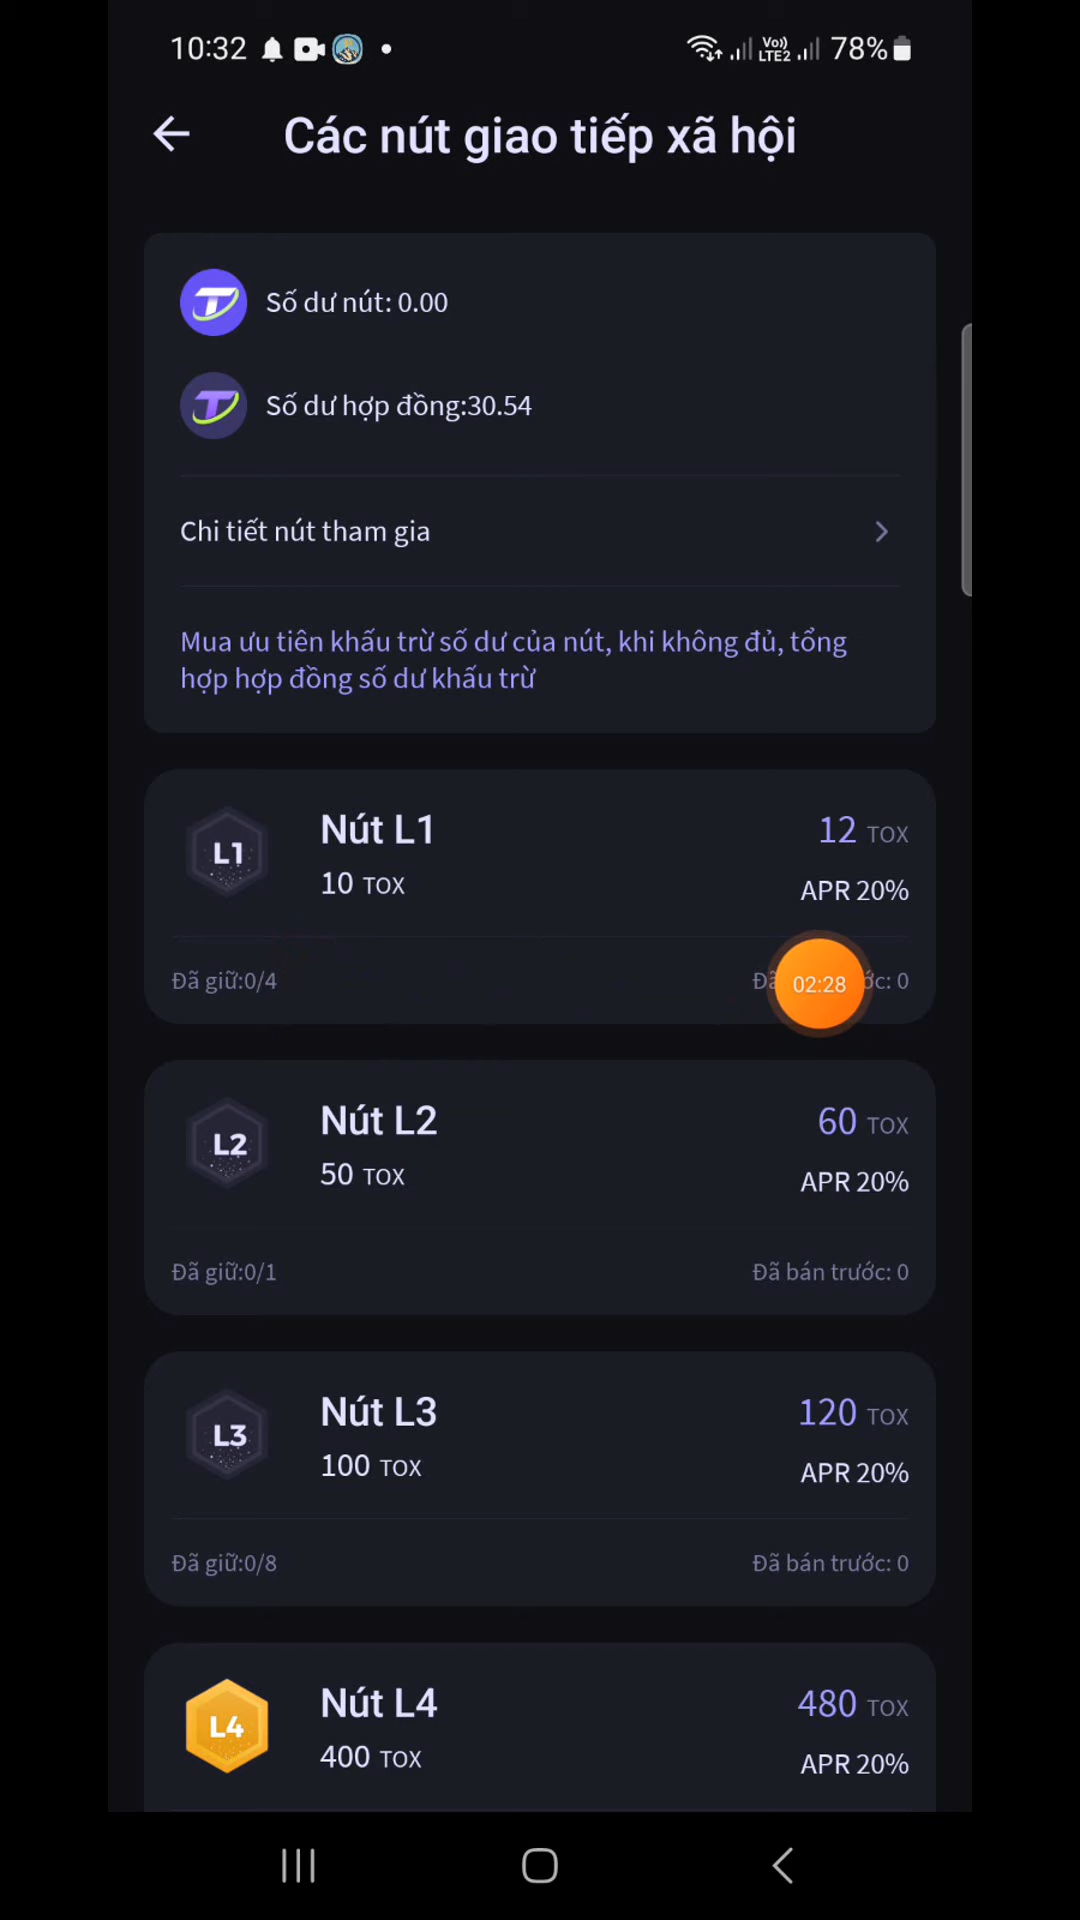 10:32 Vo)) LTE2 78%
Các nút giao tiếp xã hội
Số dư nút: 0.00
Số dư hợp đồng:30.54
Chi tiết nút tham gia
Mua ưu tiên khấu trừ số dư của nút, khi không đủ, tổng
hợp hợp đồng số dư khấu trừ
L1 Nút L1 12 TOX
10 TOX APR 20%
Đã giữ:0/4 Đã 02:28 ớc: 0
L2 Nút L2 60 TOX
50 TOX APR 20%
Đã giữ:0/1 Đã bán trước: 0
L3 Nút L3 120 TOX
100 TOX APR 20%
Đã giữ:0/8 Đã bán trước: 0
L4 Nút L4 480 TOX
400 TOX APR 20%